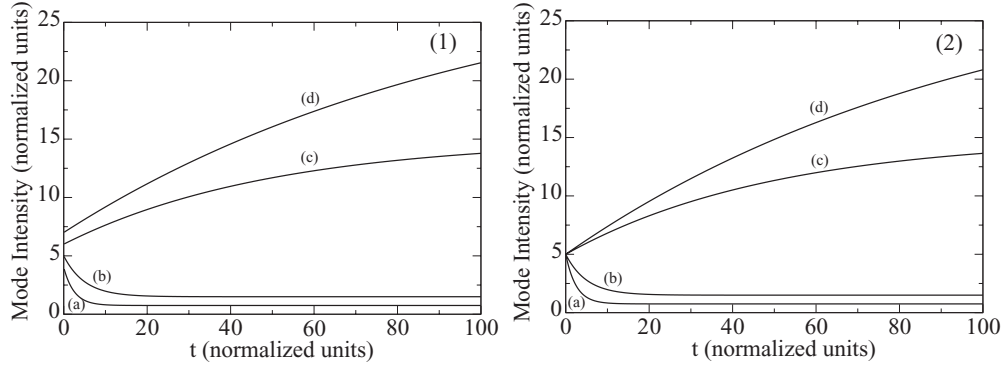 (1)
Mode Intensity (normalized units)
25
20
15
10
5
0
(d)
(c)
(b)
(a)
0 20 40 60 80 100
t (normalized units)
(2)
Mode Intensity (normalized units)
25
20
15
10
5
0
(d)
(c)
(b)
(a)
0 20 40 60 80 100
t (normalized units)